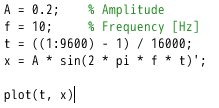 A = 0.2;    % Amplitude
f = 10;     % Frequency [Hz]
t = ((1:9600) - 1) / 16000;
x = A * sin(2 * pi * f * t)';

plot(t, x)